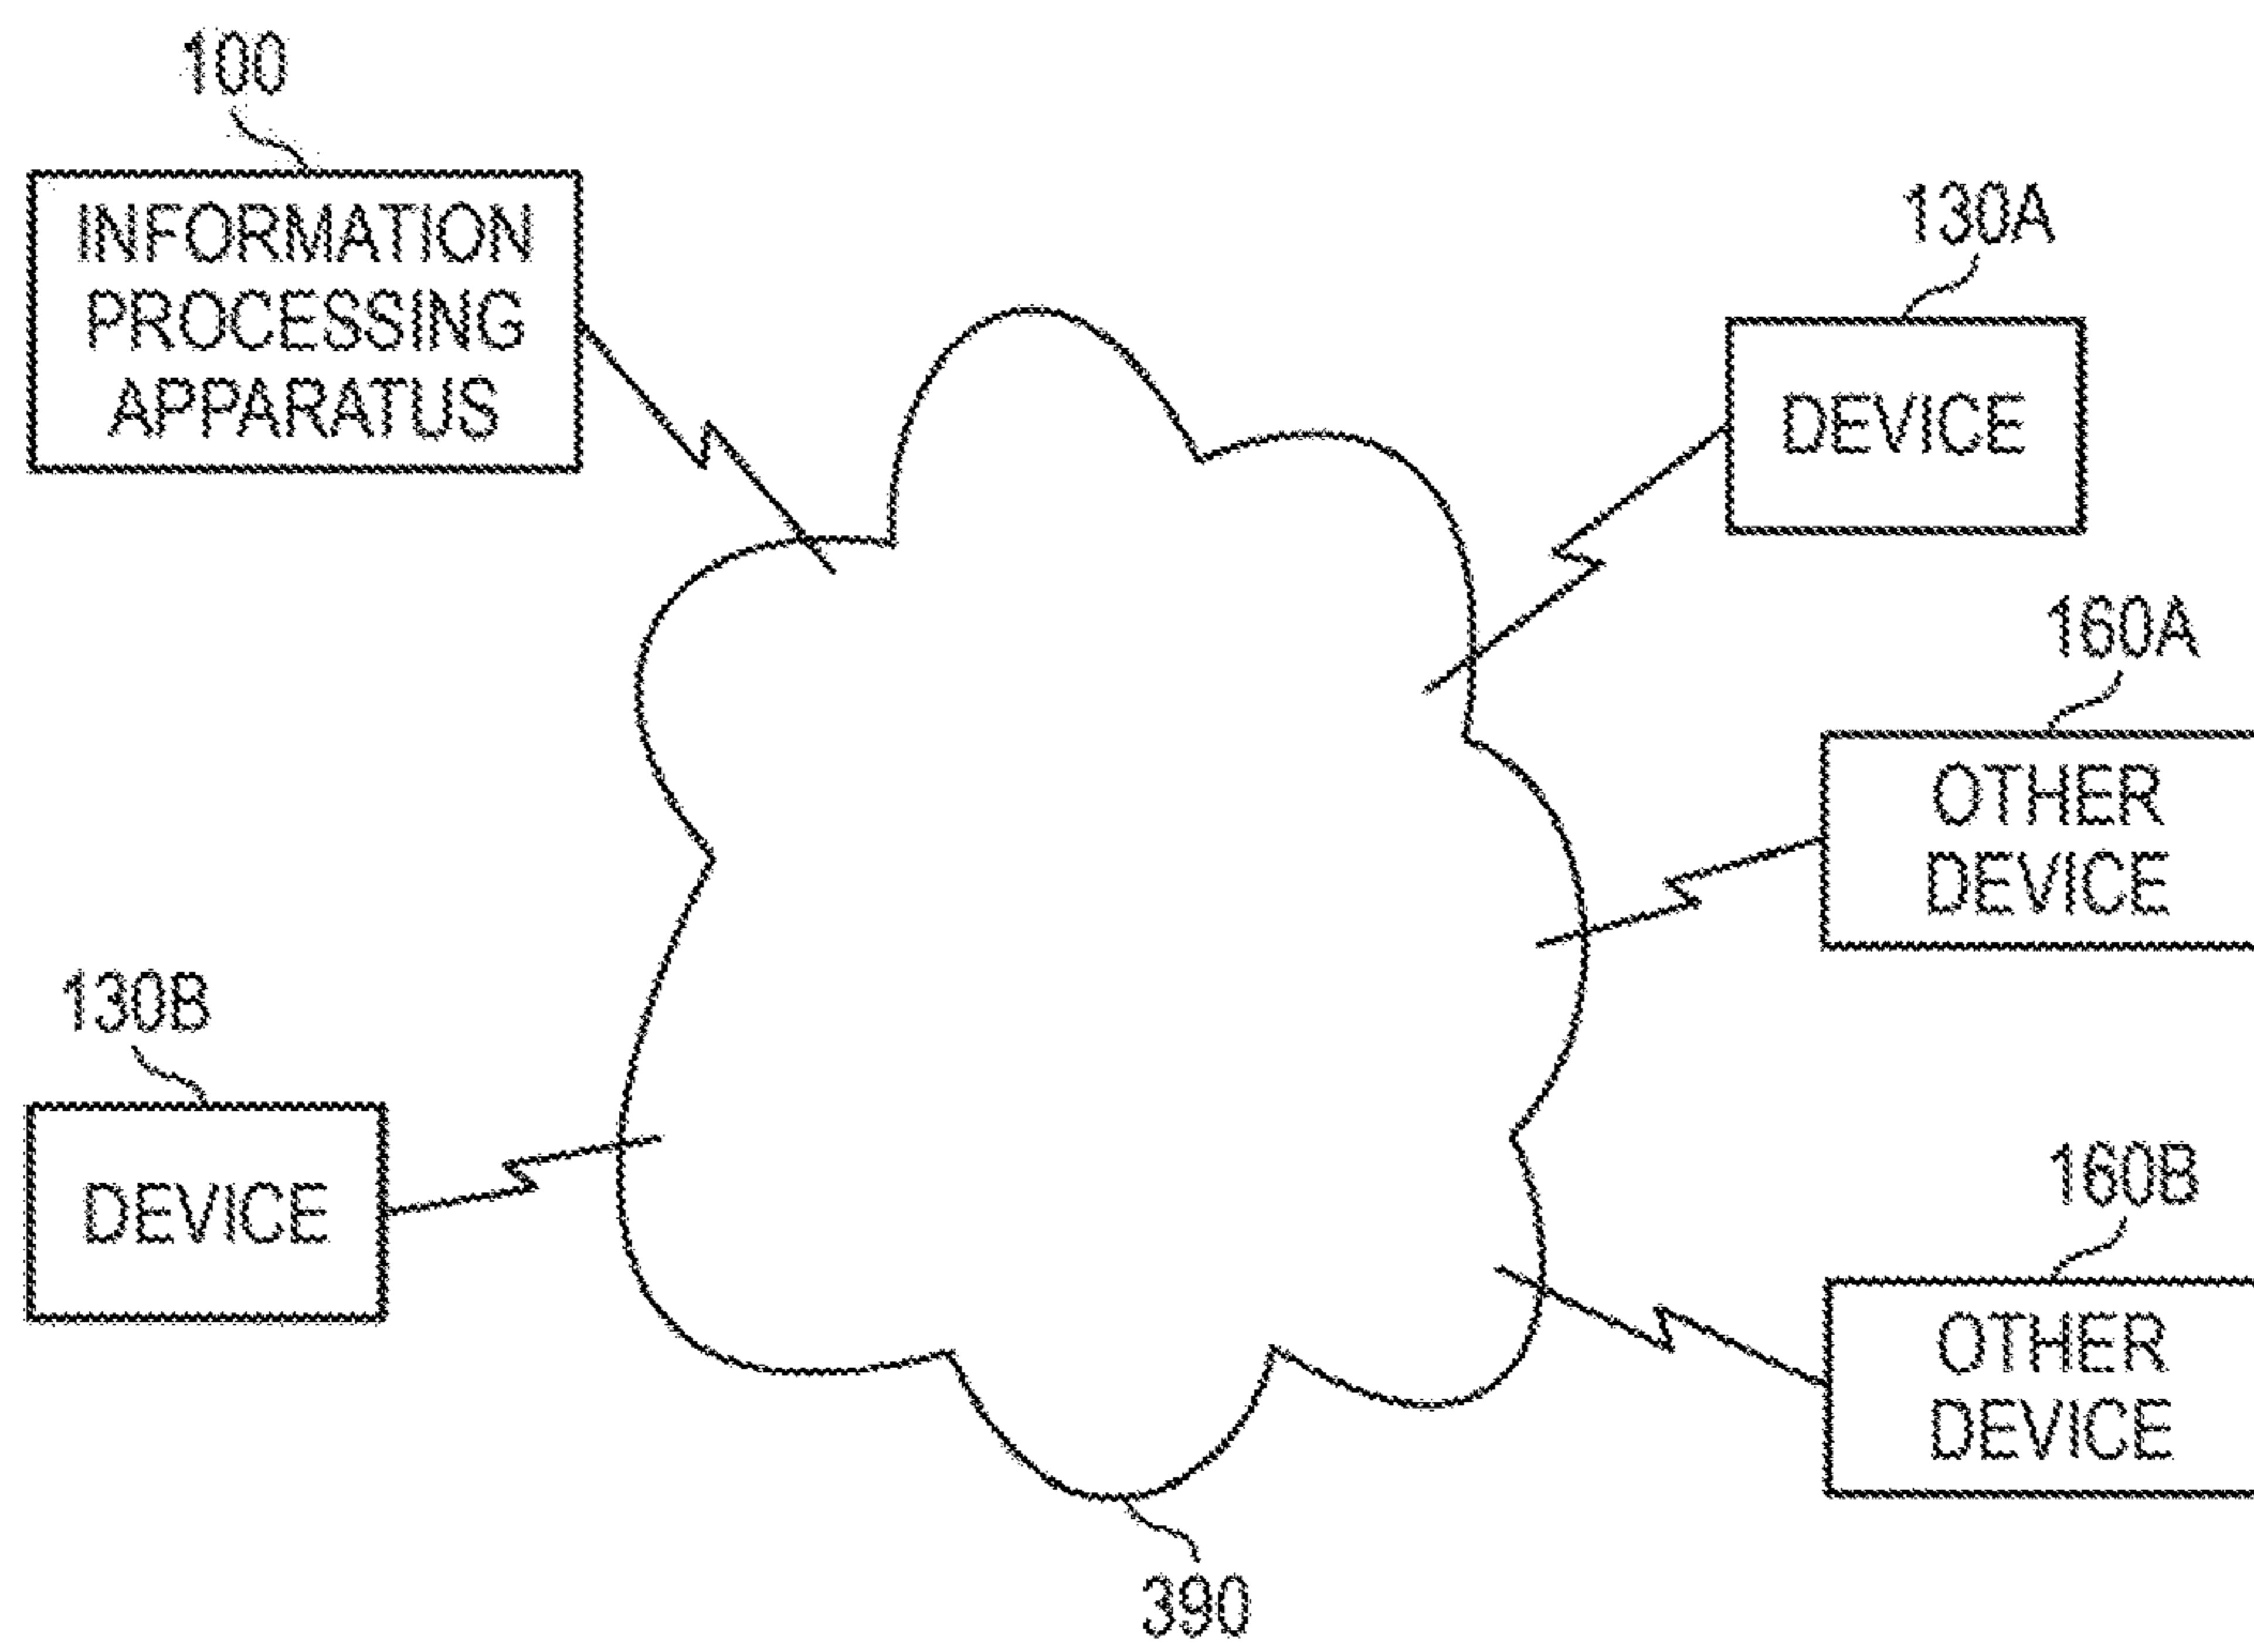 100
INFORMATION
PROCESSING
APPARATUS
130A
DEVICE
160A
OTHER
DEVICE
130B
DEVICE
160B
OTHER
DEVICE
390